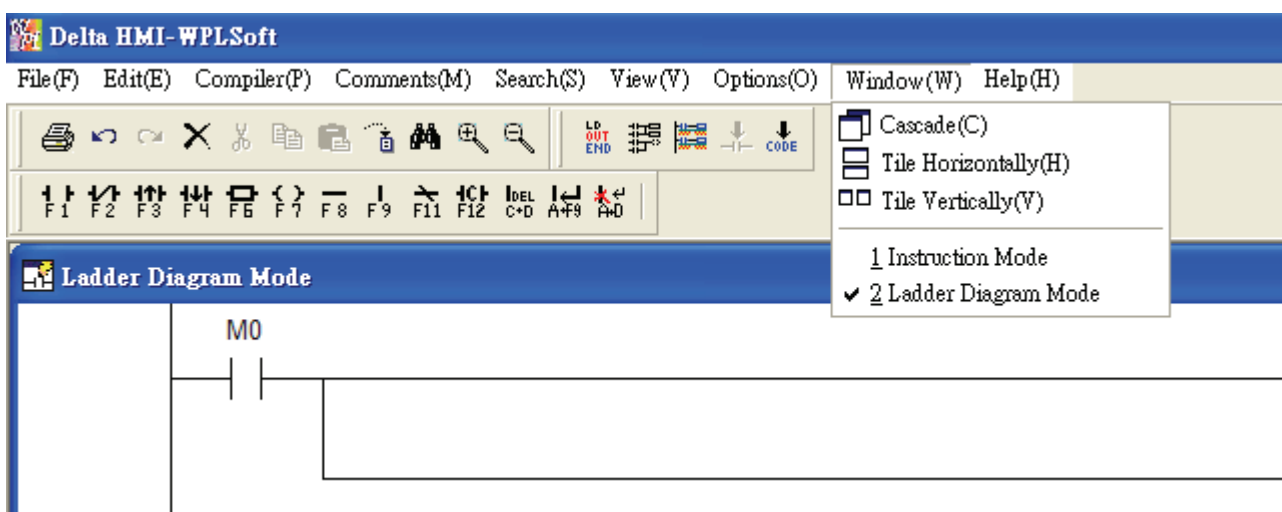 Delta HMI-WPLSoft
File(F) Edit(E) Compiler(P) Comments(M) Search(S) View(V) Options(O) Window(W) Help(H)
LD OUT END
CODE
Cascade(C)
Tile Horizontally(H)
Tile Vertically(V)
1 Instruction Mode
2 Ladder Diagram Mode
F1 F2 F3 F4 F6 F7 F8 F9 F11 F12 DEL C+D A+F9 A+D
Ladder Diagram Mode
M0